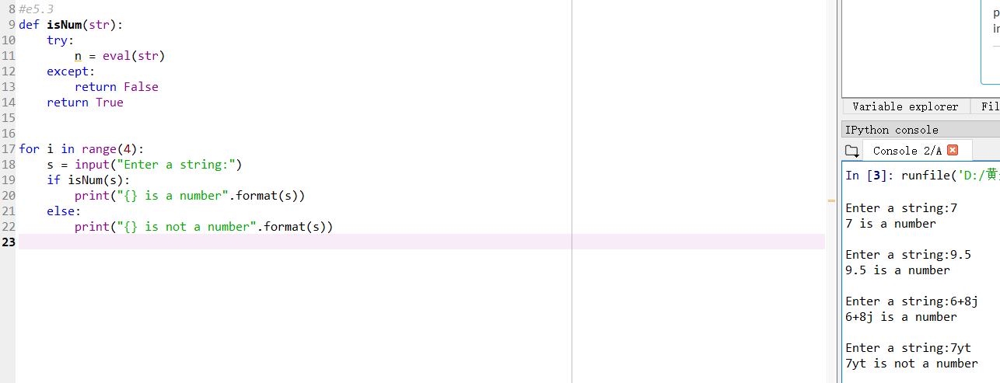 8 #e5.3
9 def isNum(str):
10     try:
11         n = eval(str)
12     except:
13         return False
14     return True
15
16
17 for i in range(4):
18     s = input("Enter a string:")
19     if isNum(s):
20         print("{} is a number".format(s))
21     else:
22         print("{} is not a number".format(s))
23
Variable explorer
IPython console
Console 2/A
In [3]: runfile('D:/黄
Enter a string:7
7 is a number
Enter a string:9.5
9.5 is a number
Enter a string:6+8j
6+8j is a number
Enter a string:7yt
7yt is not a number